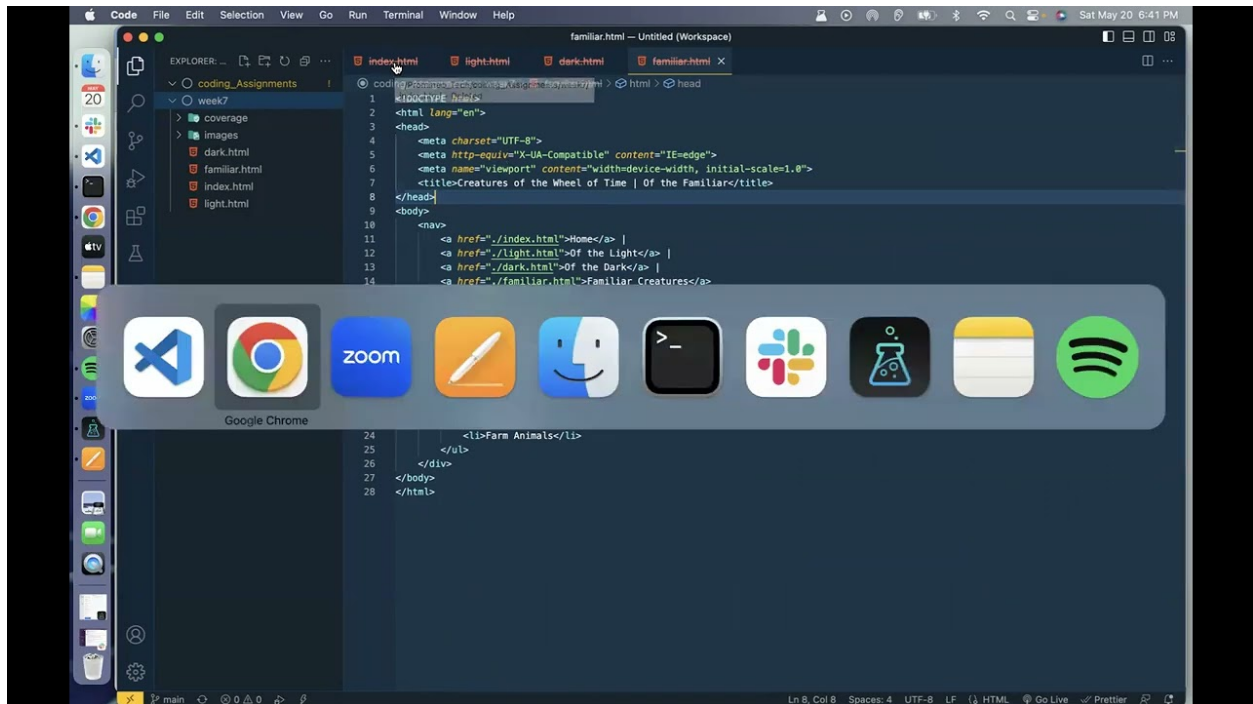 Code File Edit Selection View Go Run Terminal Window Help Sat May 20 6:41 PM
familiar.html — Untitled (Workspace)
EXPLORER: ... index.html light.html dark.html familiar.html
coding_Assignments !
html > head
week7
coverage
images
dark.html
familiar.html
index.html
light.html
1 <!DOCTYPE html>
2 <html lang="en">
3 <head>
4 <meta charset="UTF-8">
5 <meta http-equiv="X-UA-Compatible" content="IE=edge">
6 <meta name="viewport" content="width=device-width, initial-scale=1.0">
7 <title>Creatures of the Wheel of Time | Of the Familiar</title>
8 </head>
9 <body>
10 <nav>
11 <a href="./index.html">Home</a> |
12 <a href="./light.html">Of the Light</a> |
13 <a href="./dark.html">Of the Dark</a> |
14 <a href="./familiar.html">Familiar Creatures</a>
20
tv
zoom
Google Chrome
24 <li>Farm Animals</li>
25 </ul>
26 </div>
27 </body>
28 </html>
main 0 0 Ln 8, Col 8 Spaces: 4 UTF-8 LF HTML Go Live Prettier